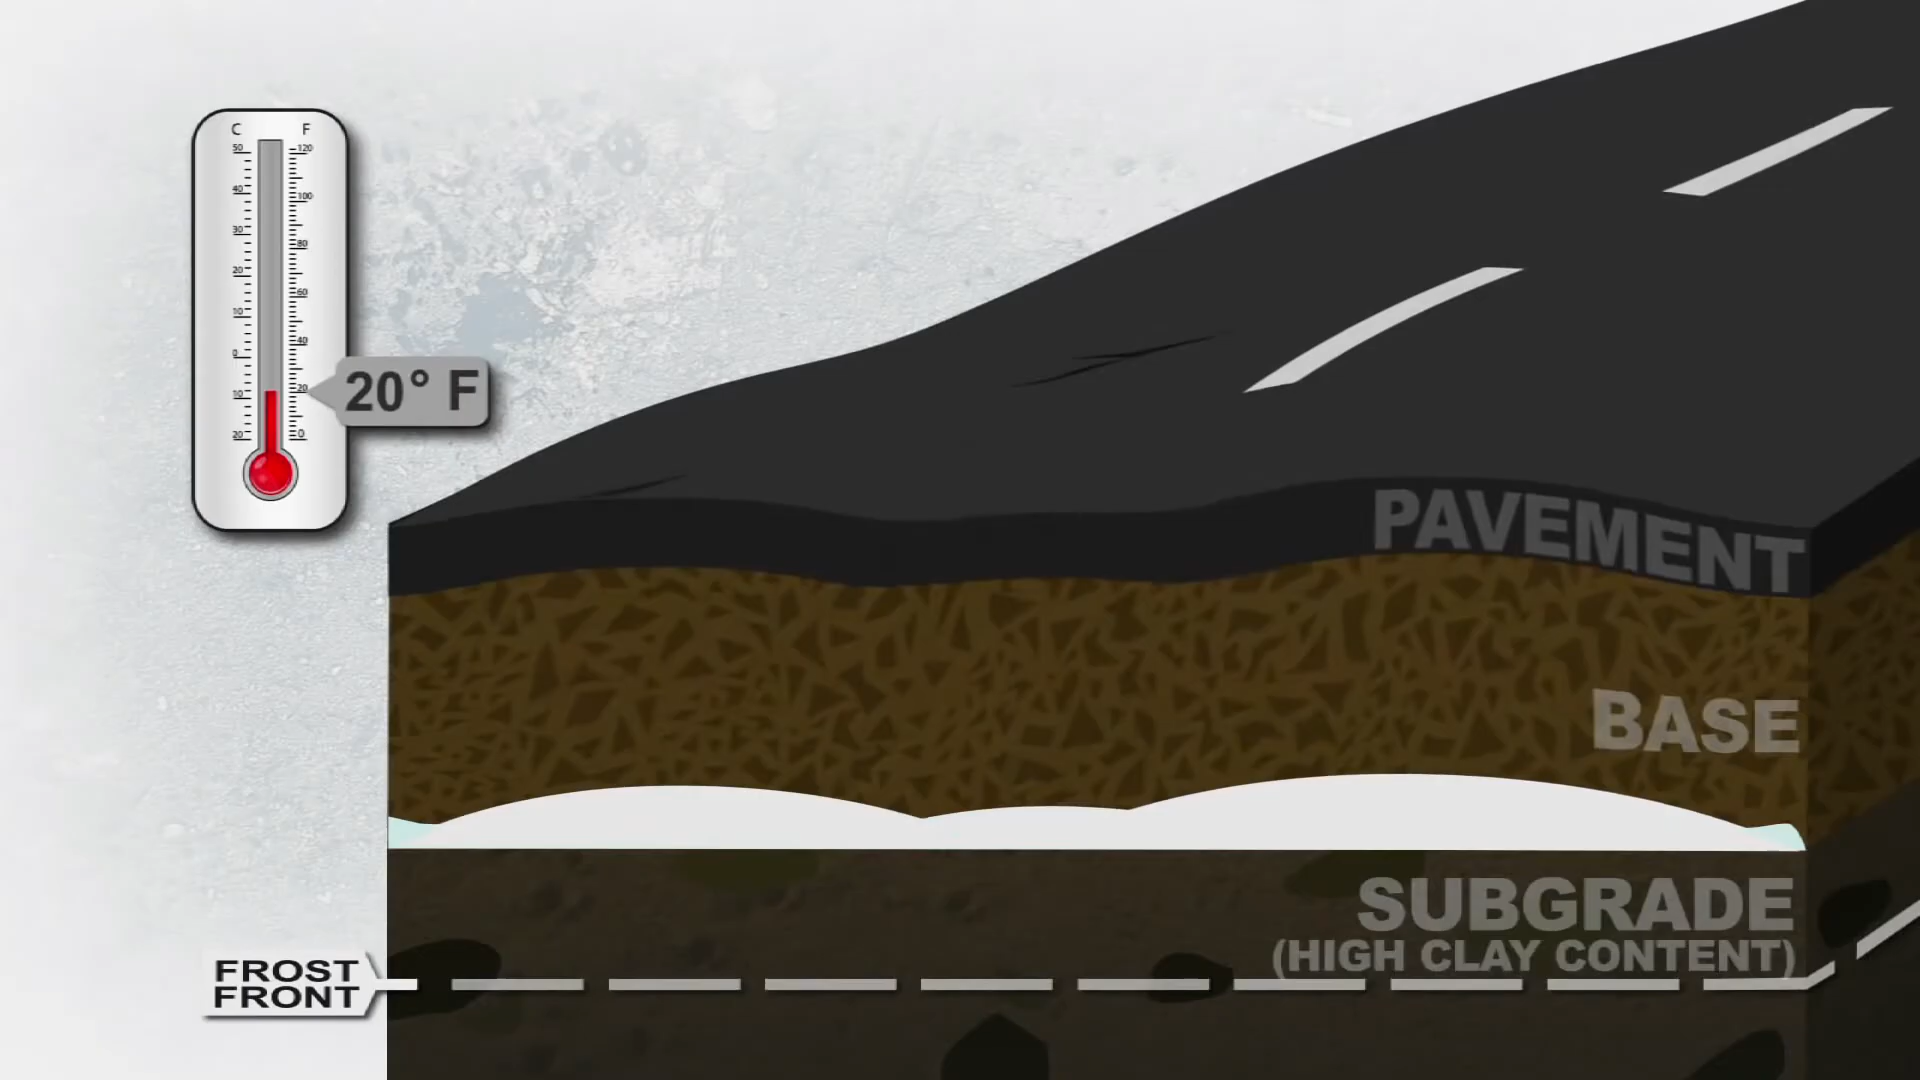 C F
50 120
40 100
30 80
20 60
10 40
0 20
10 0
20
20° F
PAVEMENT
BASE
SUBGRADE
(HIGH CLAY CONTENT)
FROST
FRONT